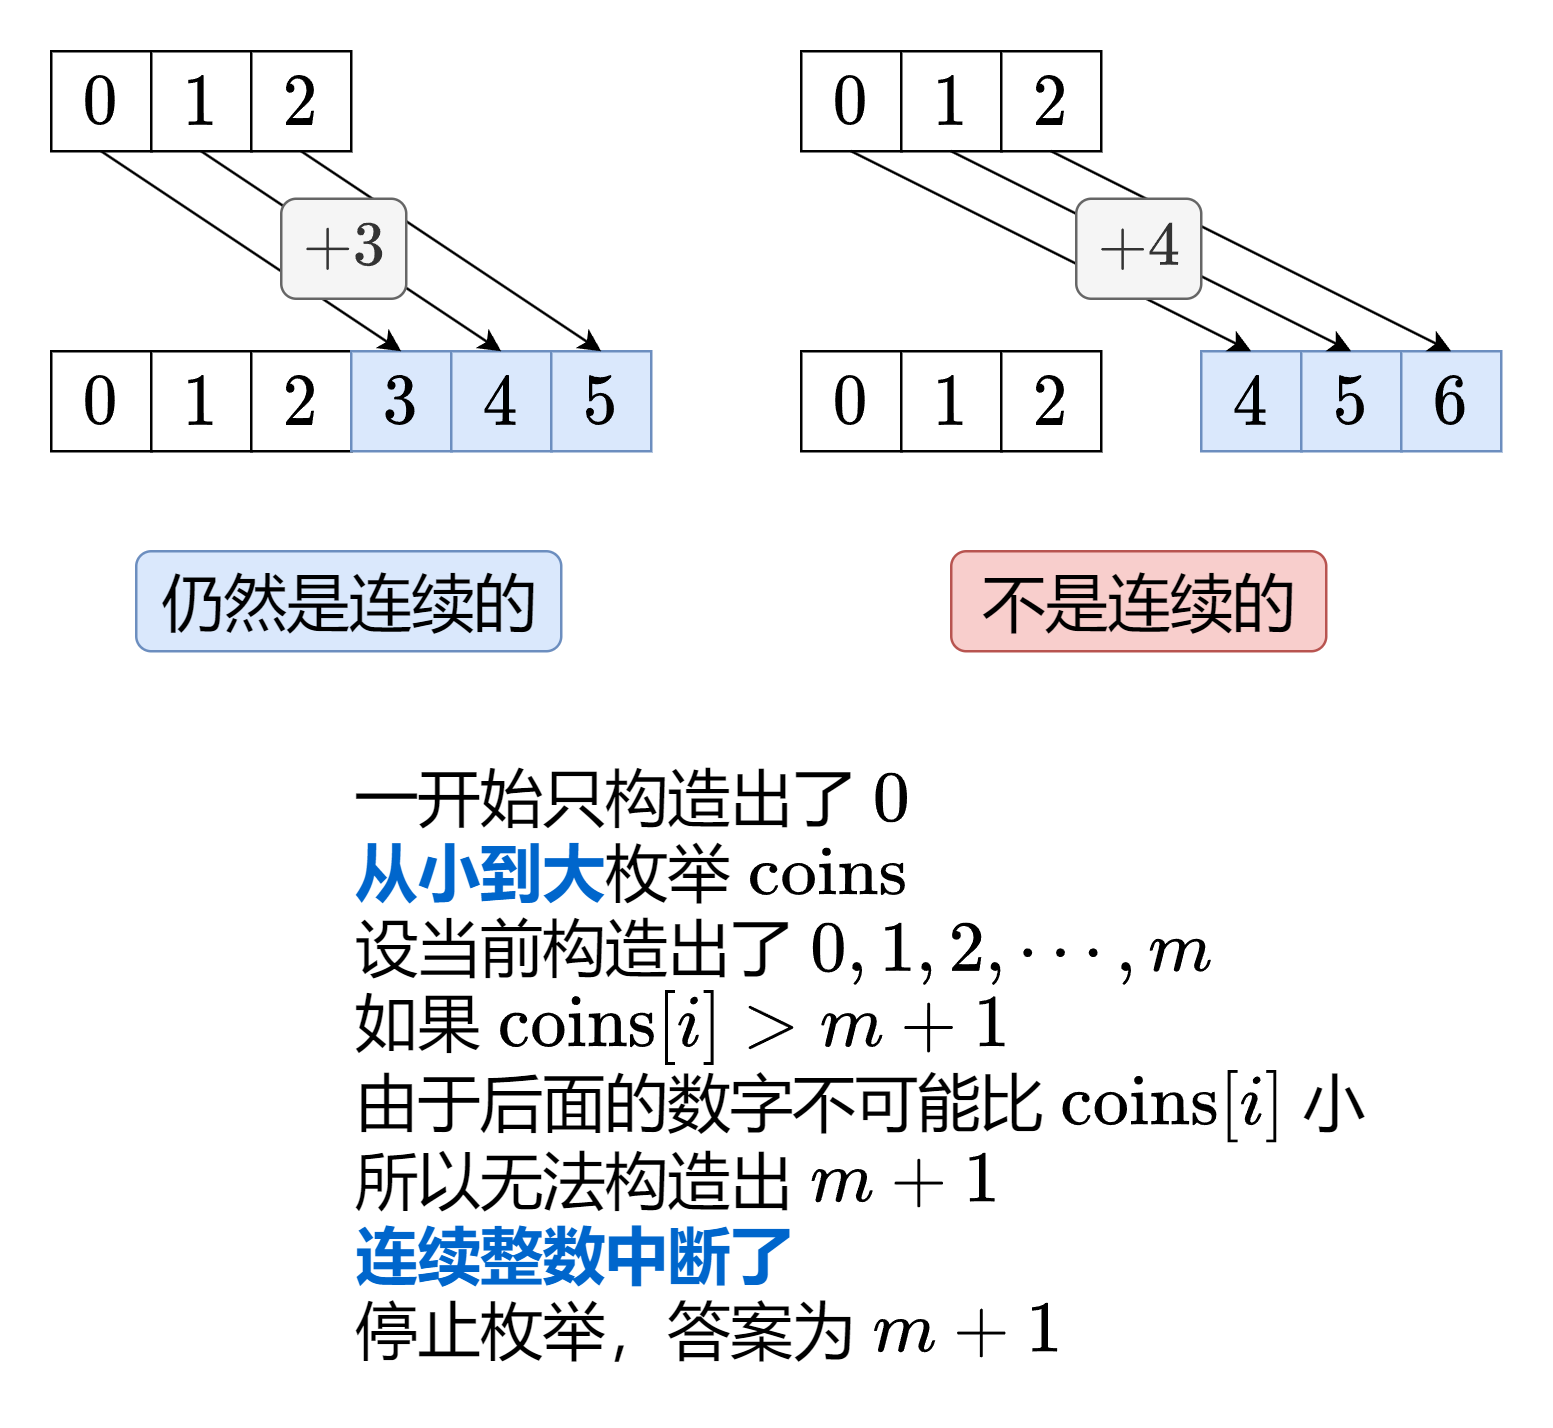 0 1 2
+3
0 1 2 3 4 5
仍然是连续的
0 1 2
+4
0 1 2 4 5 6
不是连续的
一开始只构造出了 0
从小到大枚举 coins
设当前构造出了 0, 1, 2, ⋯, m
如果 coins[i] > m + 1
由于后面的数字不可能比 coins[i] 小
所以无法构造出 m + 1
连续整数中断了
停止枚举，答案为 m + 1